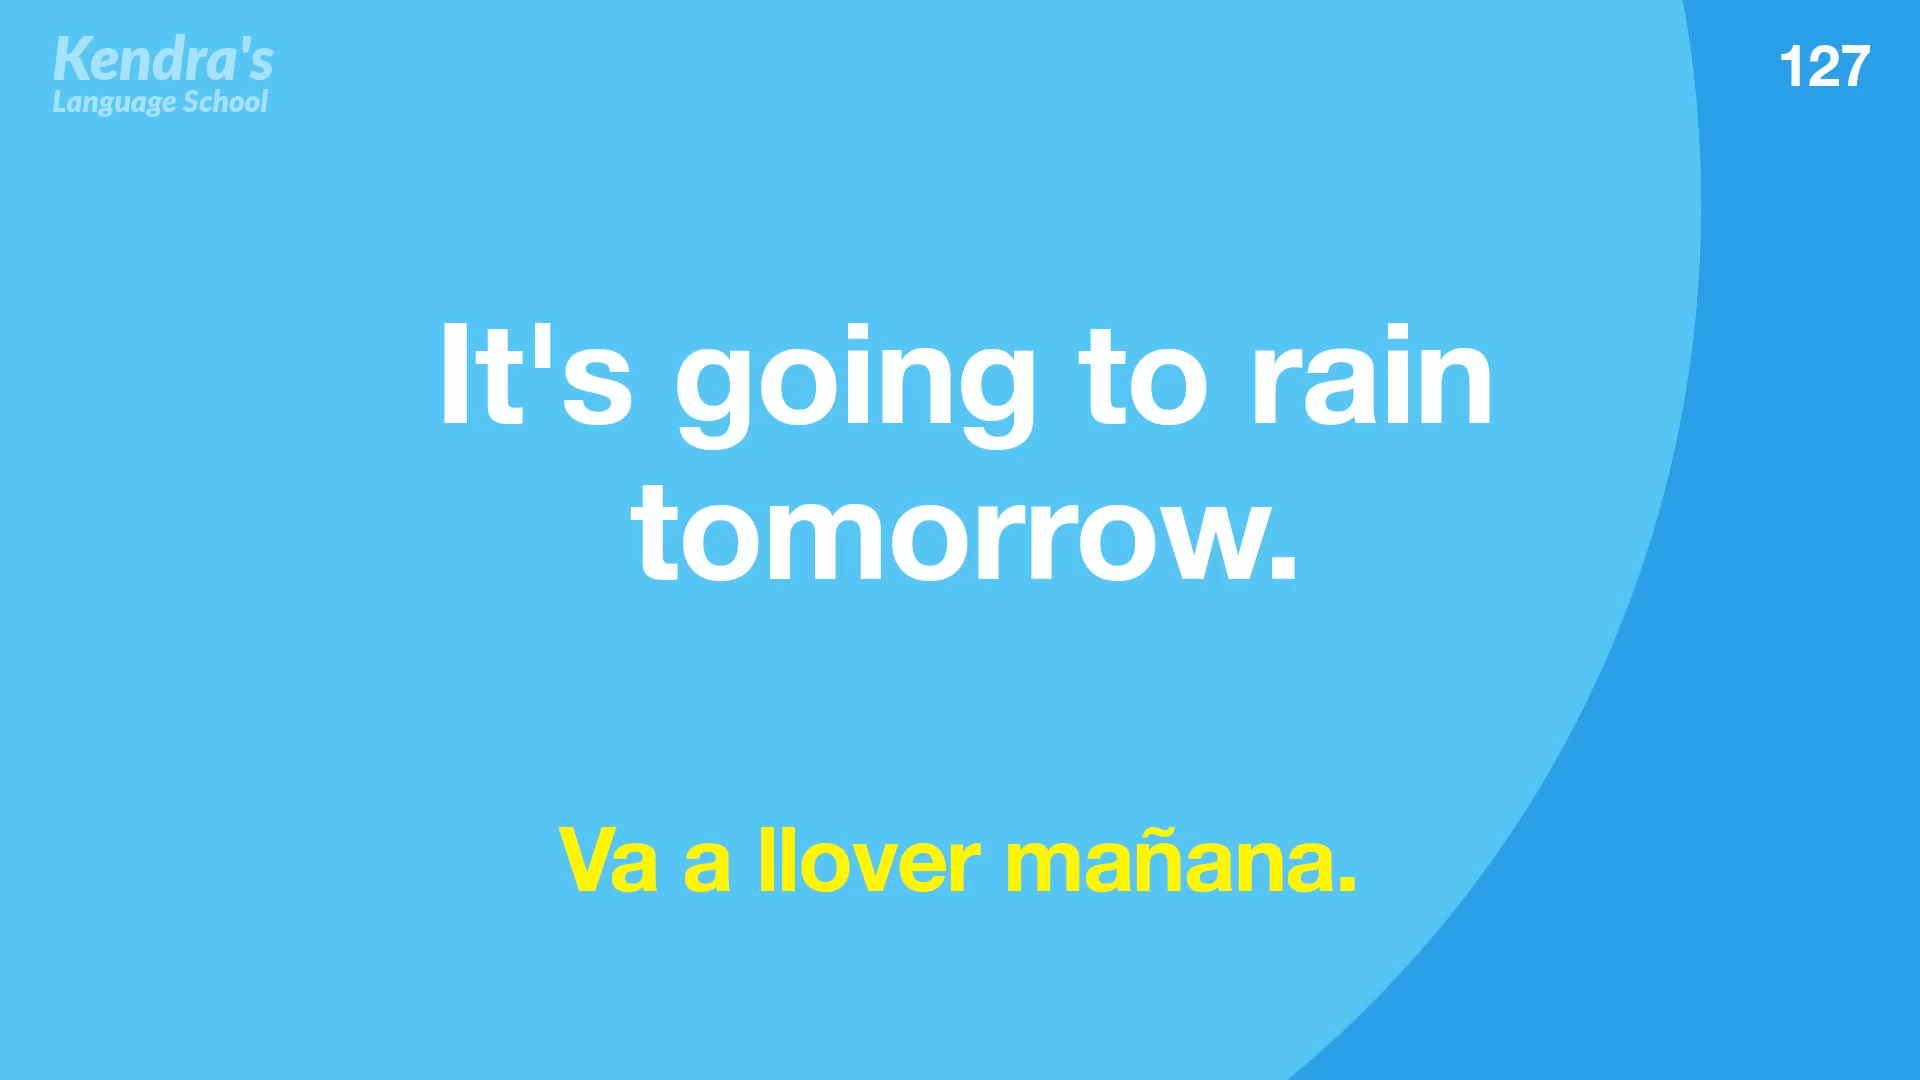 Kendra's
Language School
127
It's going to rain
tomorrow.
Va a llover mañana.